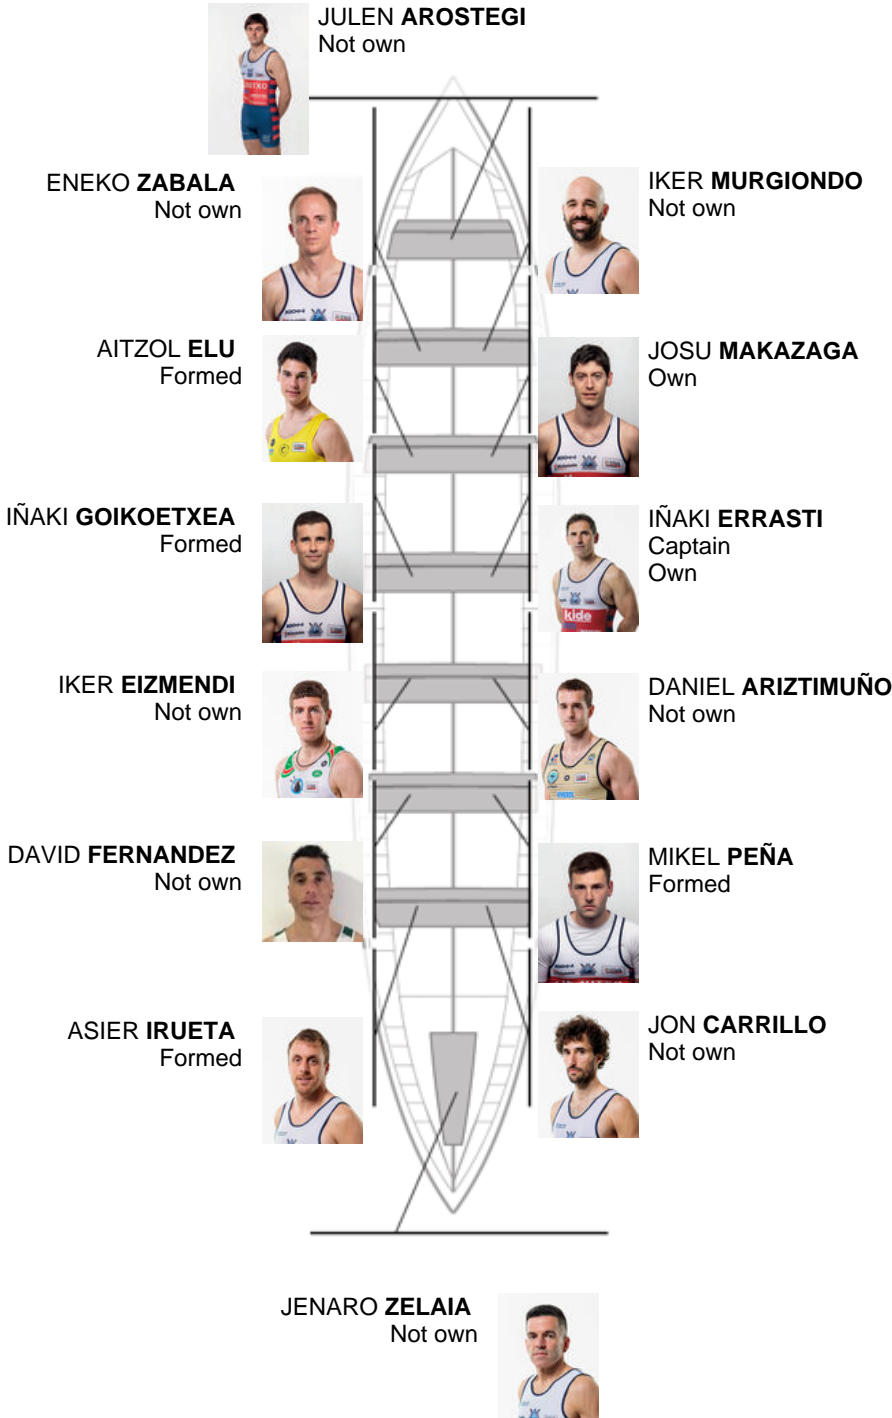 JULEN AROSTEGI
Not own
ENEKO ZABALA
Not own
IKER MURGIONDO
Not own
AITZOL ELU
Formed
JOSU MAKAZAGA
Own
IÑAKI GOIKOETXEA
Formed
IÑAKI ERRASTI
Captain
Own
kide
IKER EIZMENDI
Not own
DANIEL ARIZTIMUÑO
Not own
DAVID FERNANDEZ
Not own
MIKEL PEÑA
Formed
ASIER IRUETA
Formed
JON CARRILLO
Not own
JENARO ZELAIA
Not own